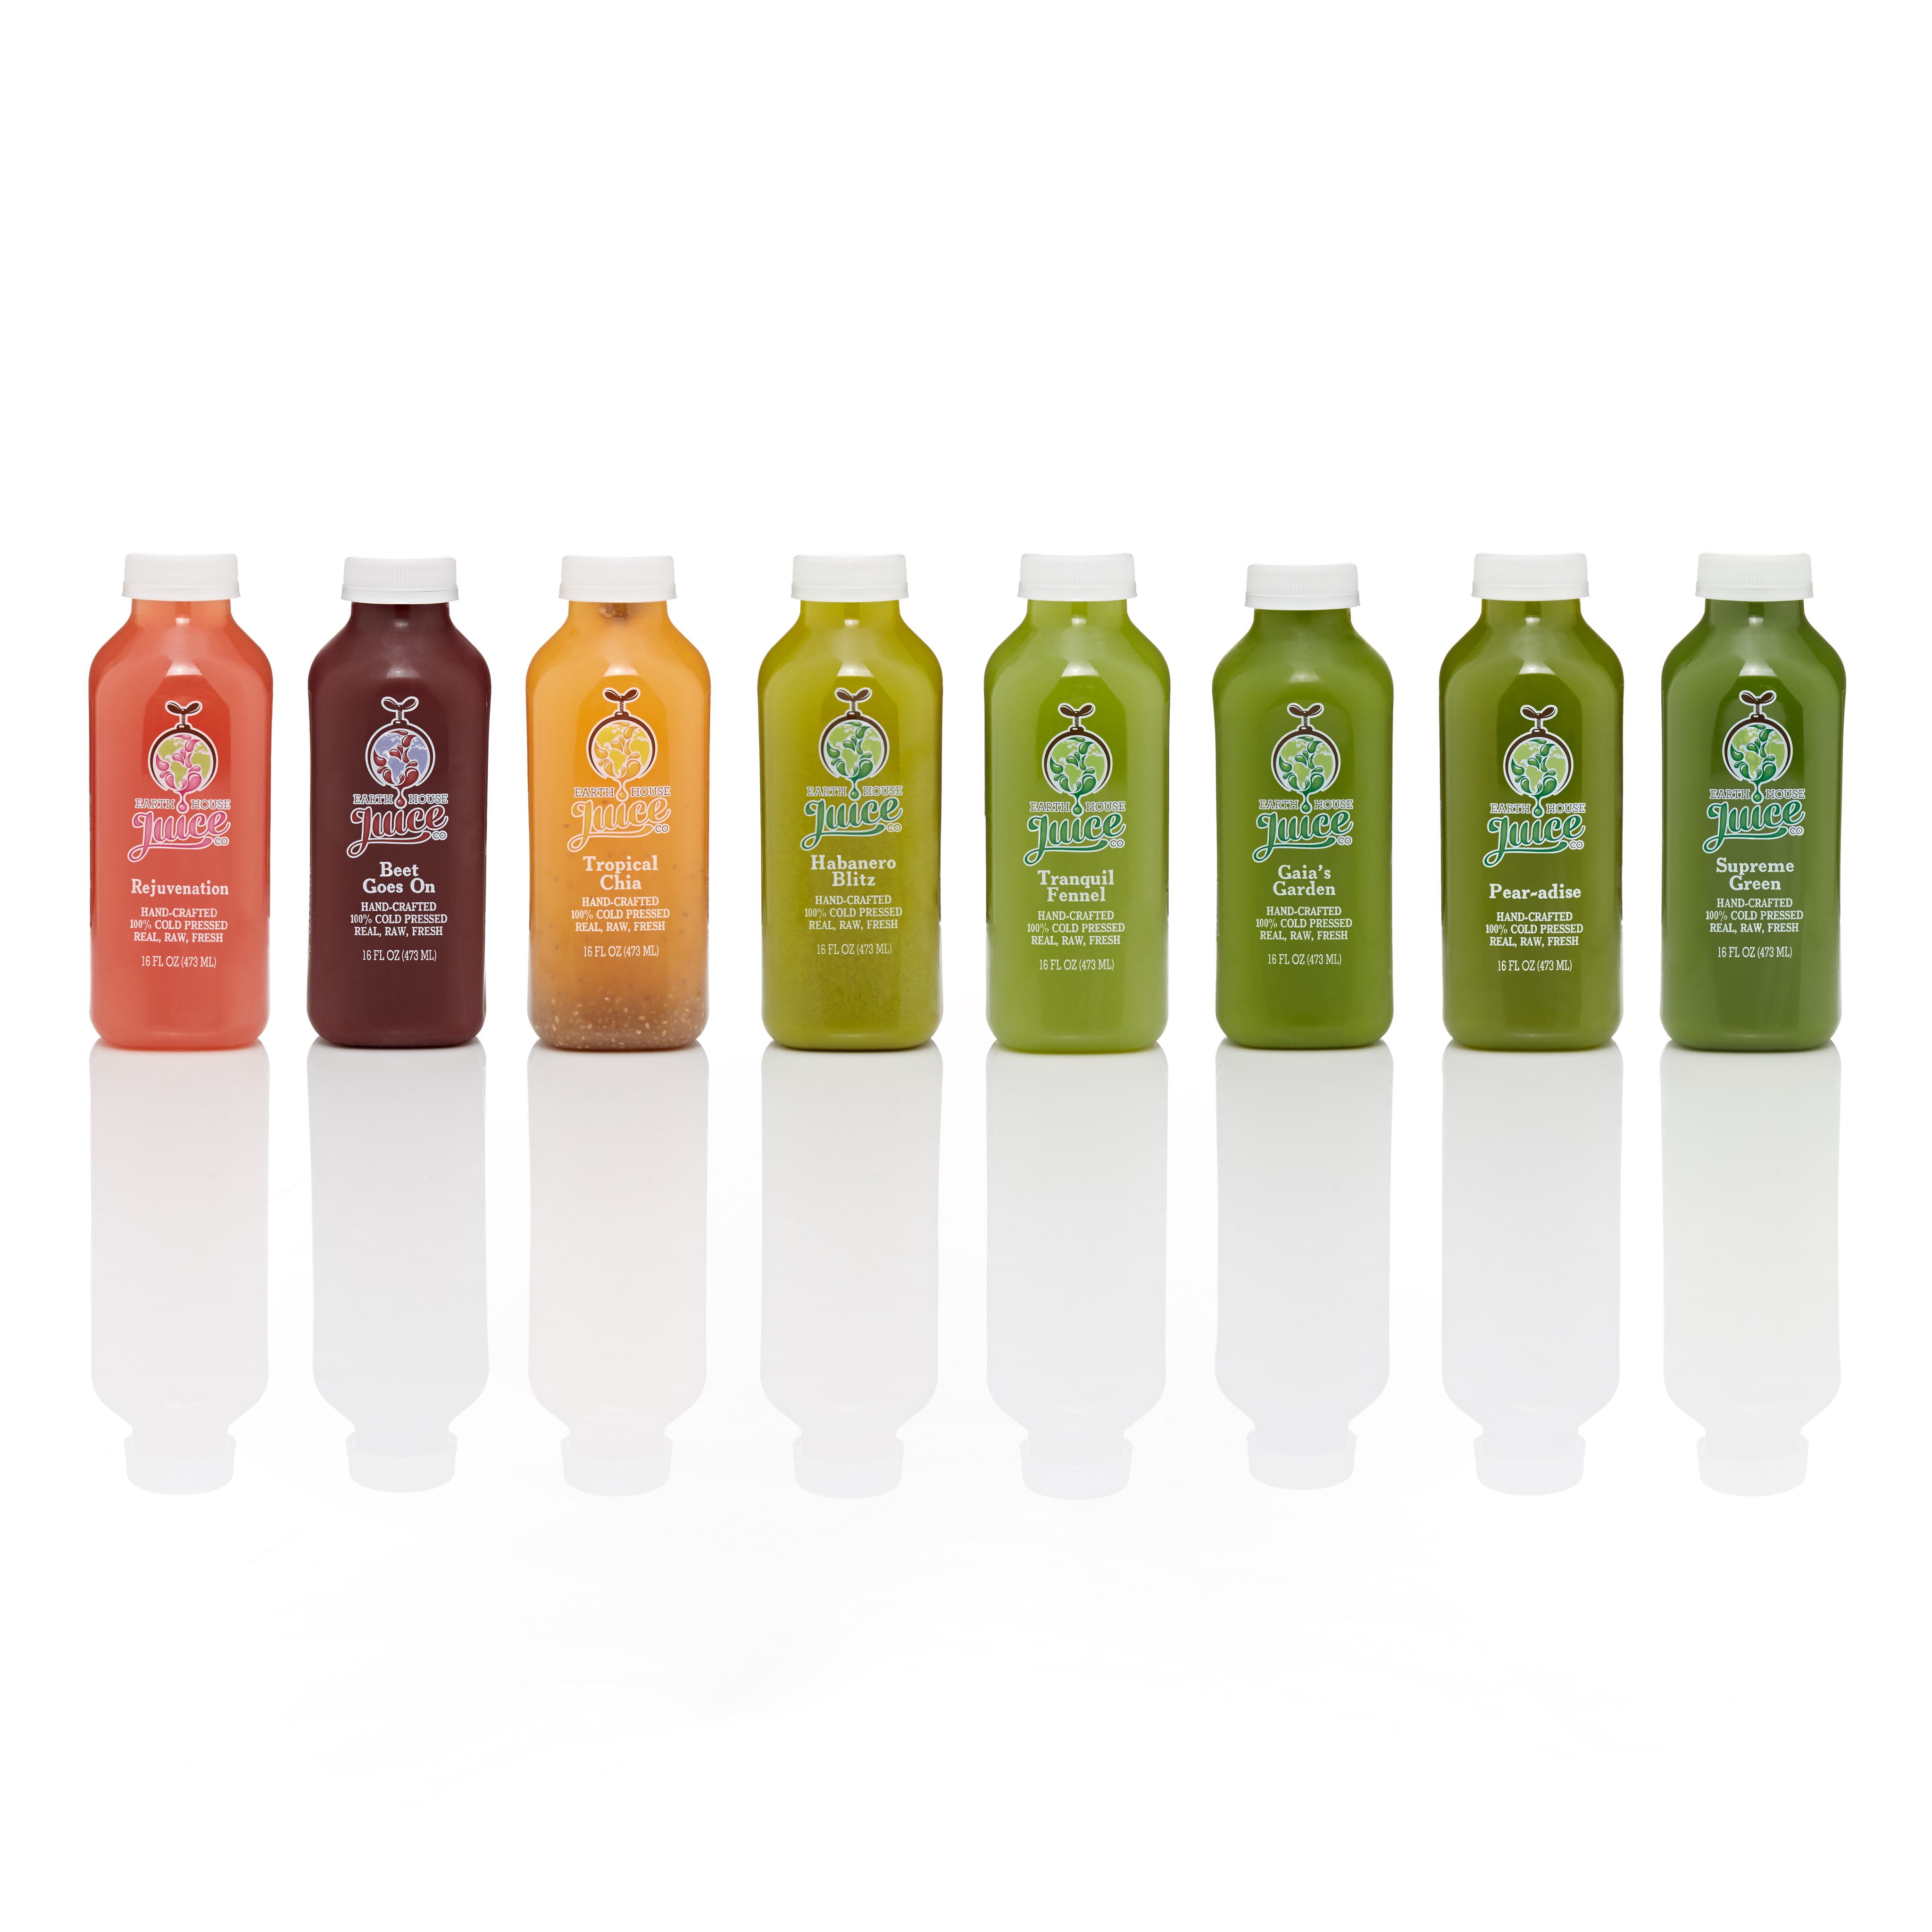 EARTH HOUSE
Juice
CO
Rejuvenation
HAND-CRAFTED
100% COLD PRESSED
REAL, RAW, FRESH
16 FL OZ (473 ML)
EARTH HOUSE
Juice
CO
Beet
Goes On
HAND-CRAFTED
100% COLD PRESSED
REAL, RAW, FRESH
16 FL OZ (473 ML)
EARTH HOUSE
Juice
CO
Tropical
Chia
HAND-CRAFTED
100% COLD PRESSED
REAL, RAW, FRESH
16 FL OZ (473 ML)
EARTH HOUSE
Juice
CO
Habanero
Blitz
HAND-CRAFTED
100% COLD PRESSED
REAL, RAW, FRESH
16 FL OZ (473 ML)
EARTH HOUSE
Juice
CO
Tranquil
Fennel
HAND-CRAFTED
100% COLD PRESSED
REAL, RAW, FRESH
16 FL OZ (473 ML)
EARTH HOUSE
Juice
CO
Gaia's
Garden
HAND-CRAFTED
100% COLD PRESSED
REAL, RAW, FRESH
16 FL OZ (473 ML)
EARTH HOUSE
Juice
CO
Pear-adise
HAND-CRAFTED
100% COLD PRESSED
REAL, RAW, FRESH
16 FL OZ (473 ML)
EARTH HOUSE
Juice
CO
Supreme
Green
HAND-CRAFTED
100% COLD PRESSED
REAL, RAW, FRESH
16 FL OZ (473 ML)